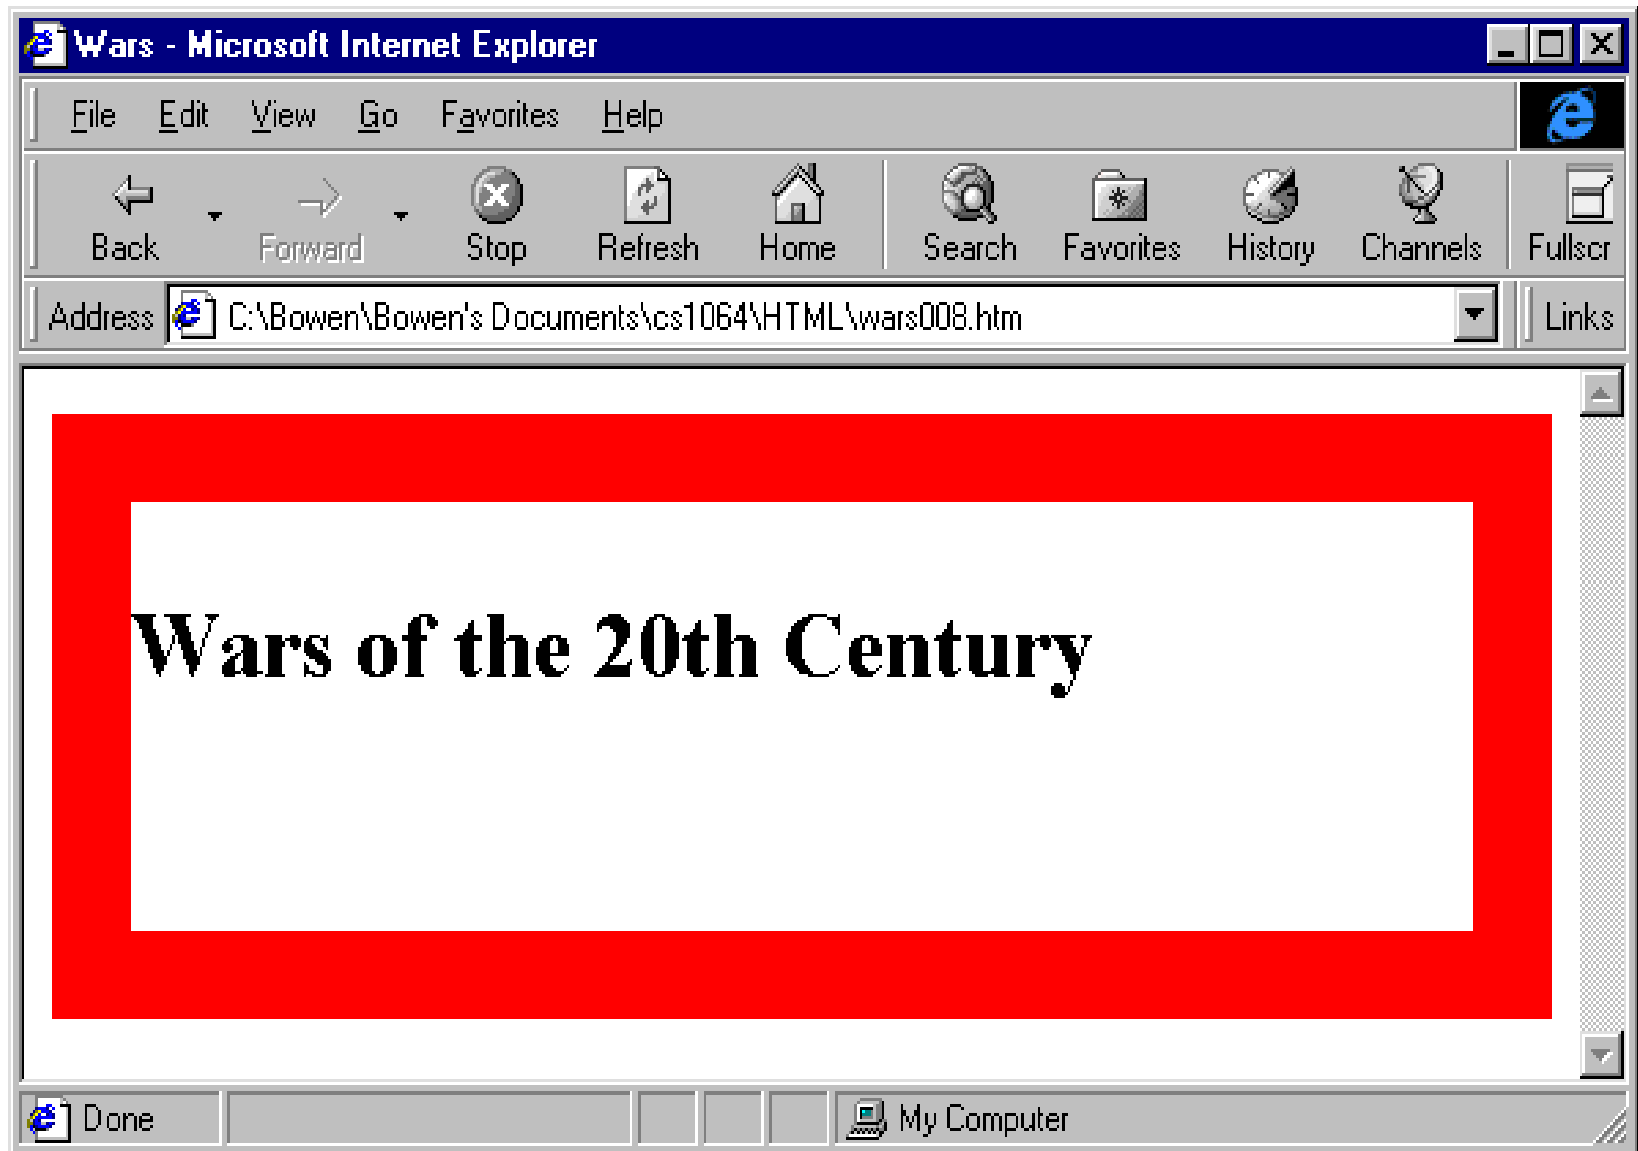 Wars - Microsoft Internet Explorer
File Edit View Go Favorites Help
Back Forward Stop Refresh Home Search Favorites History Channels Fullscr
Address C:\Bowen\Bowen's Documents\cs1064\HTML\wars008.htm Links
Wars of the 20th Century
Done My Computer